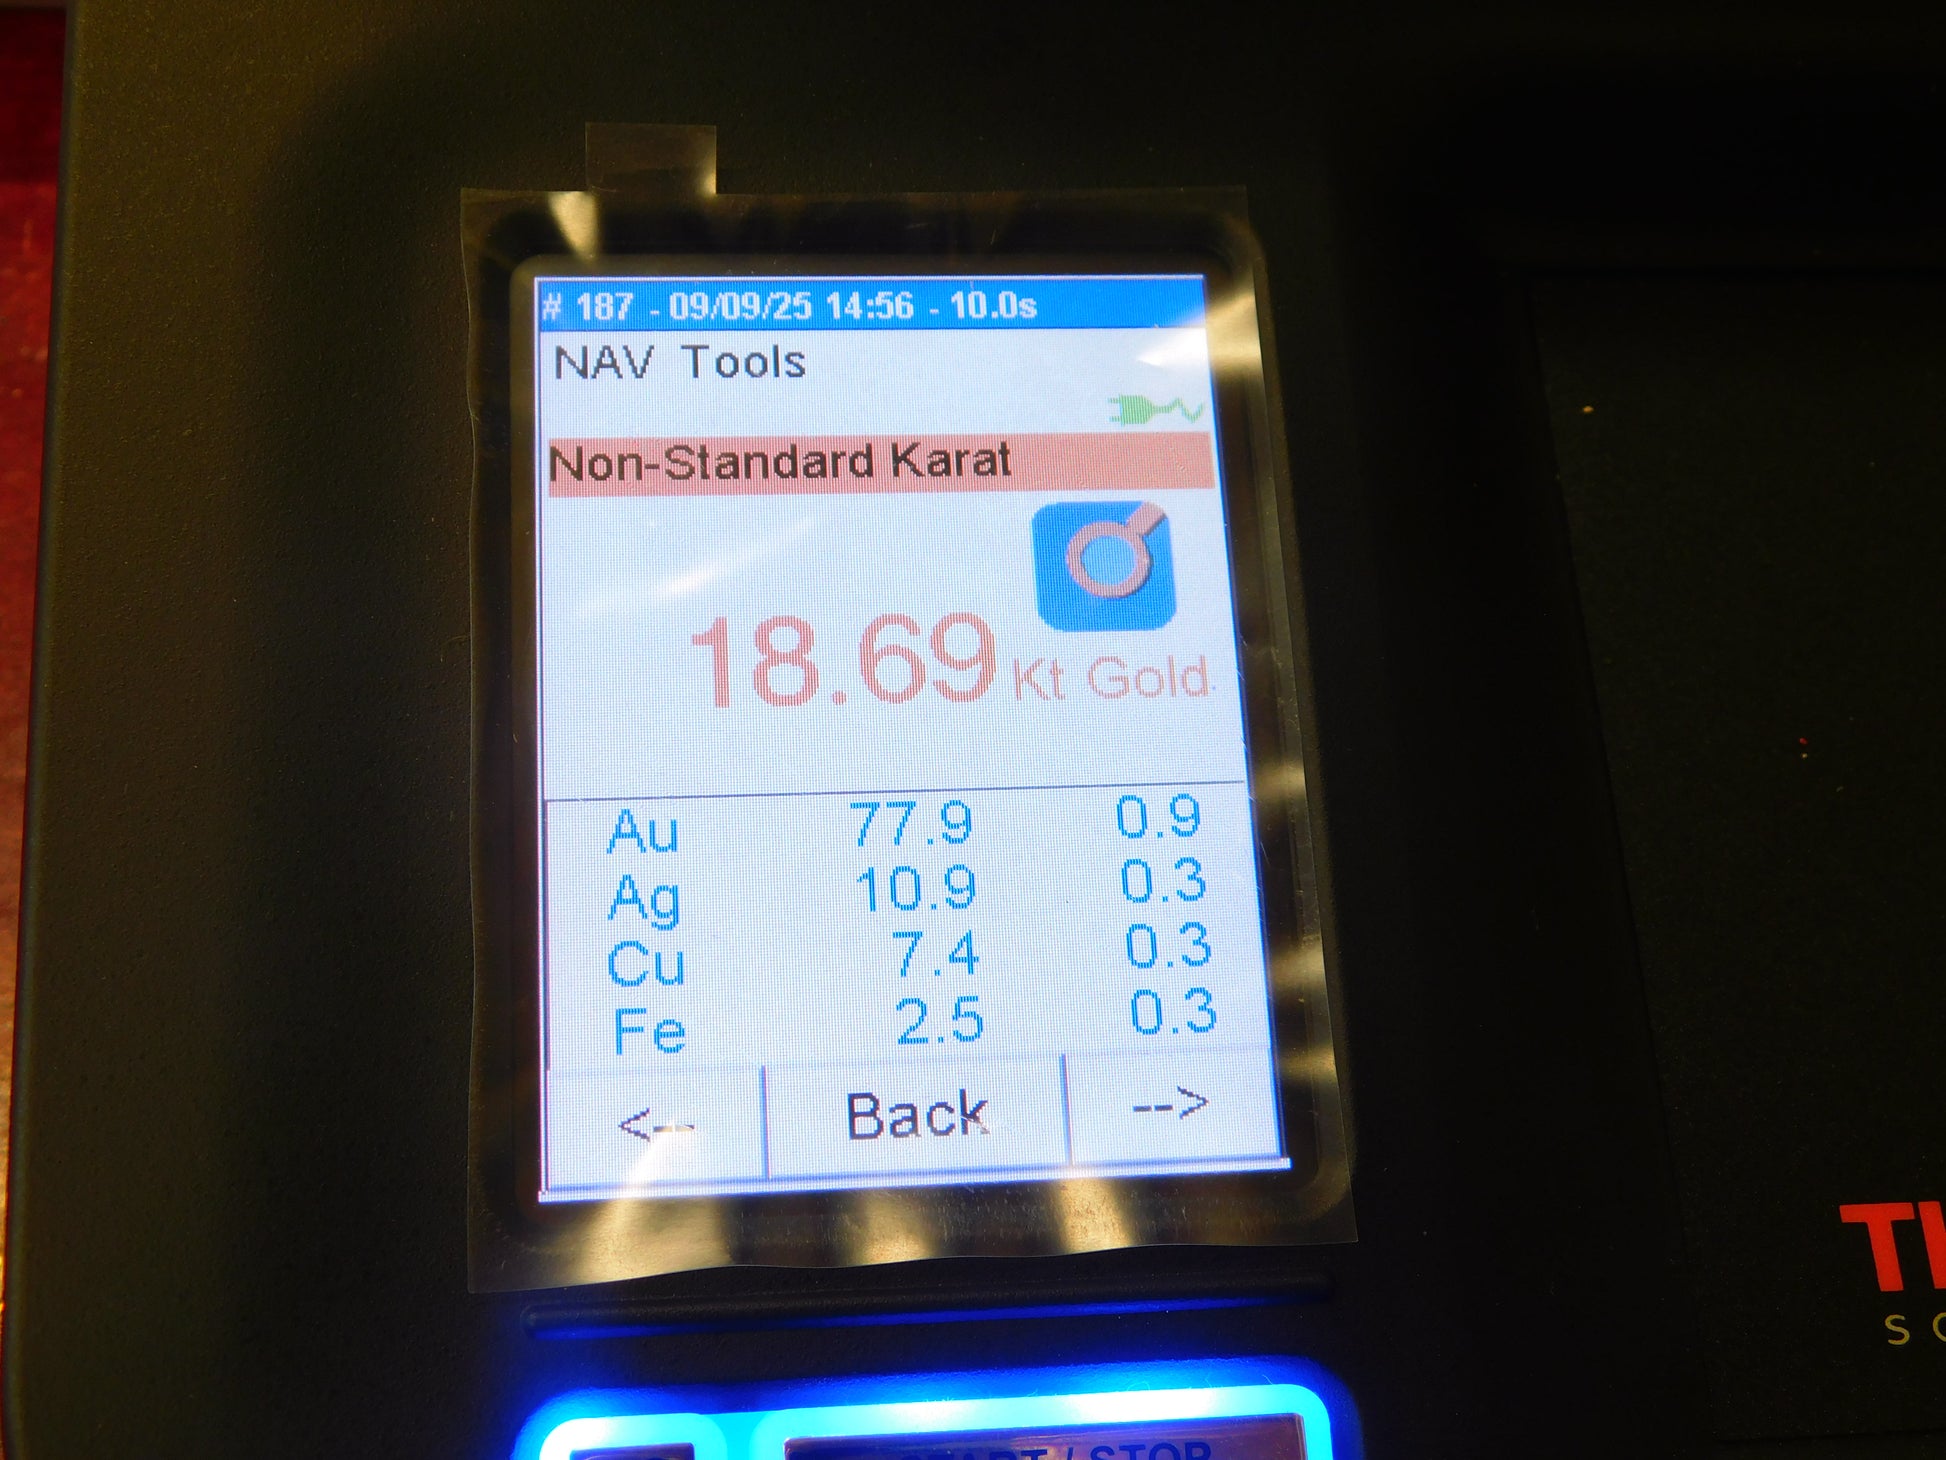 # 187 - 09/09/25 14:56 - 10.0s
NAV Tools
Non-Standard Karat
18.69 Kt Gold
Au 77.9 0.9
Ag 10.9 0.3
Cu 7.4 0.3
Fe 2.5 0.3
<-- Back -->
START / STOP